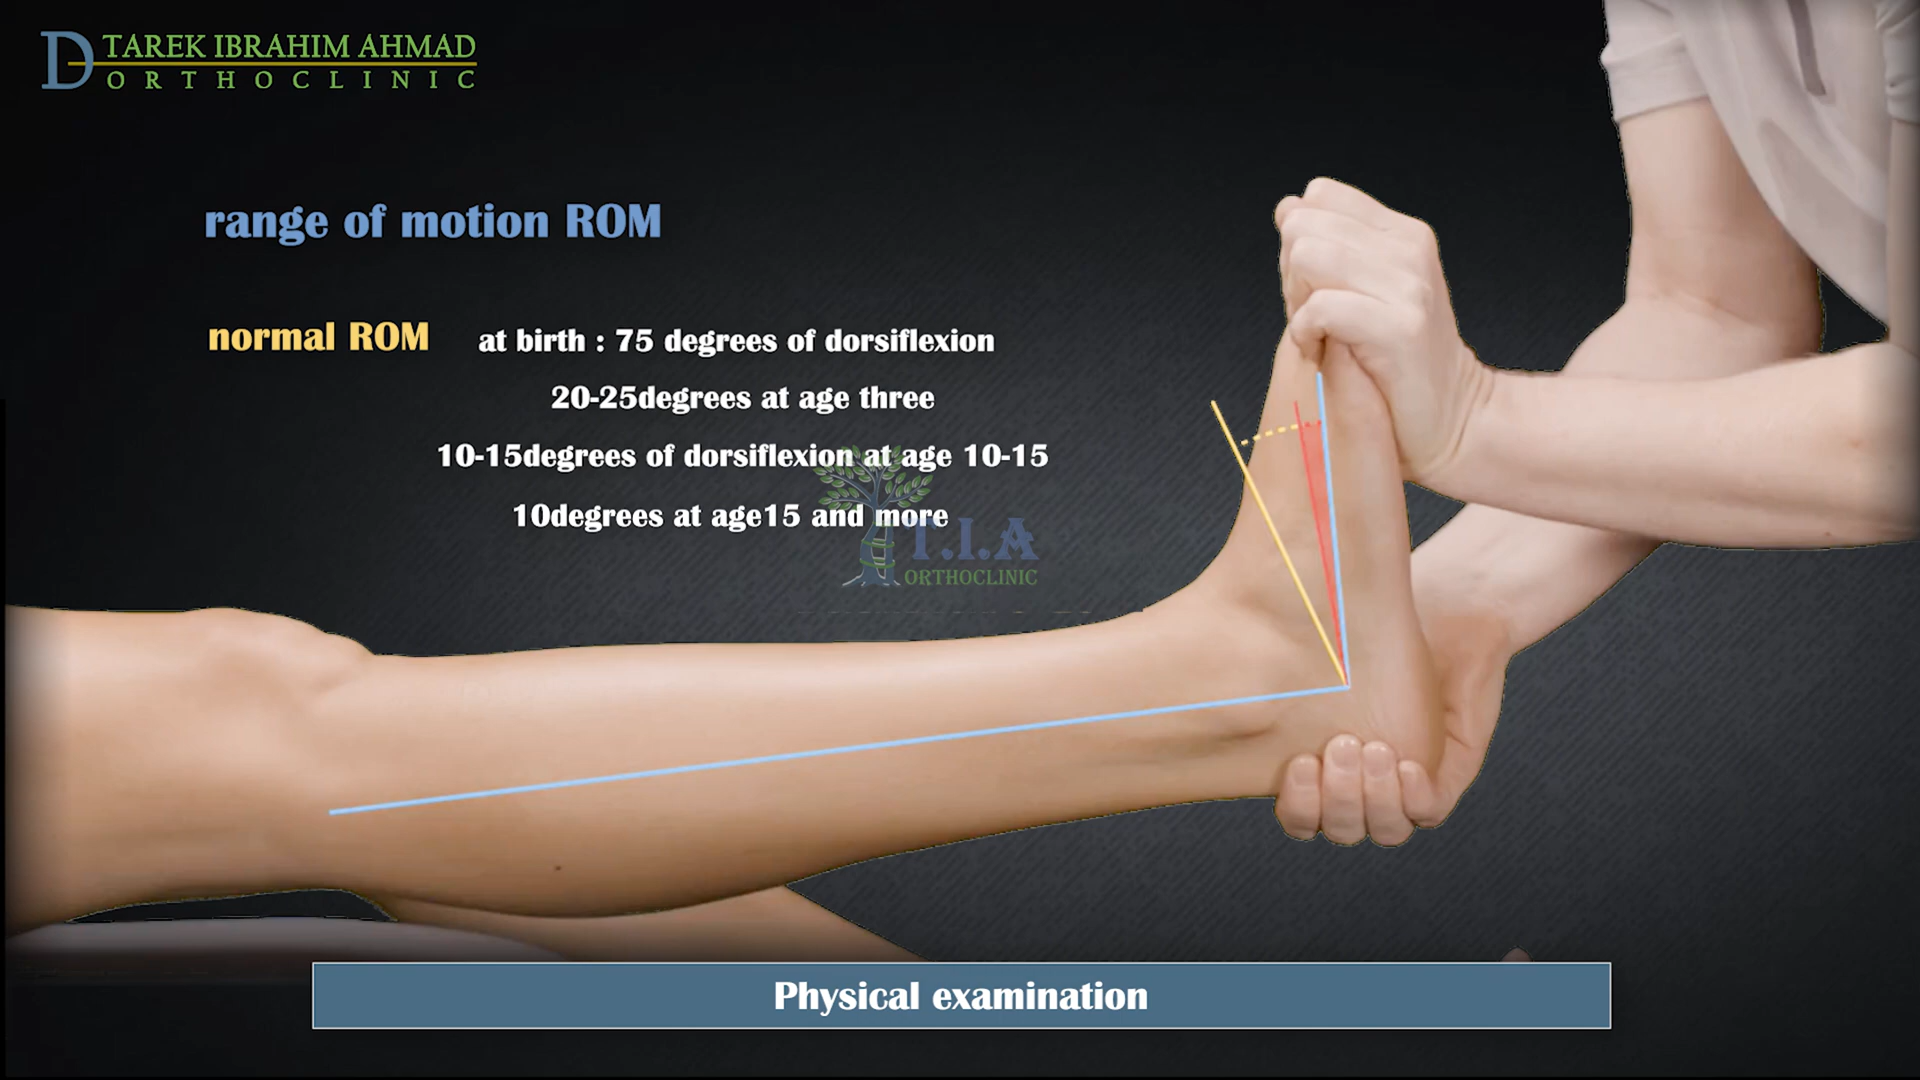 D TAREK IBRAHIM AHMAD
ORTHOCLINIC
range of motion ROM
normal ROM at birth : 75 degrees of dorsiflexion
20-25degrees at age three
10-15degrees of dorsiflexion at age 10-15
10degrees at age15 and more
T.I.A
ORTHOCLINIC
Physical examination